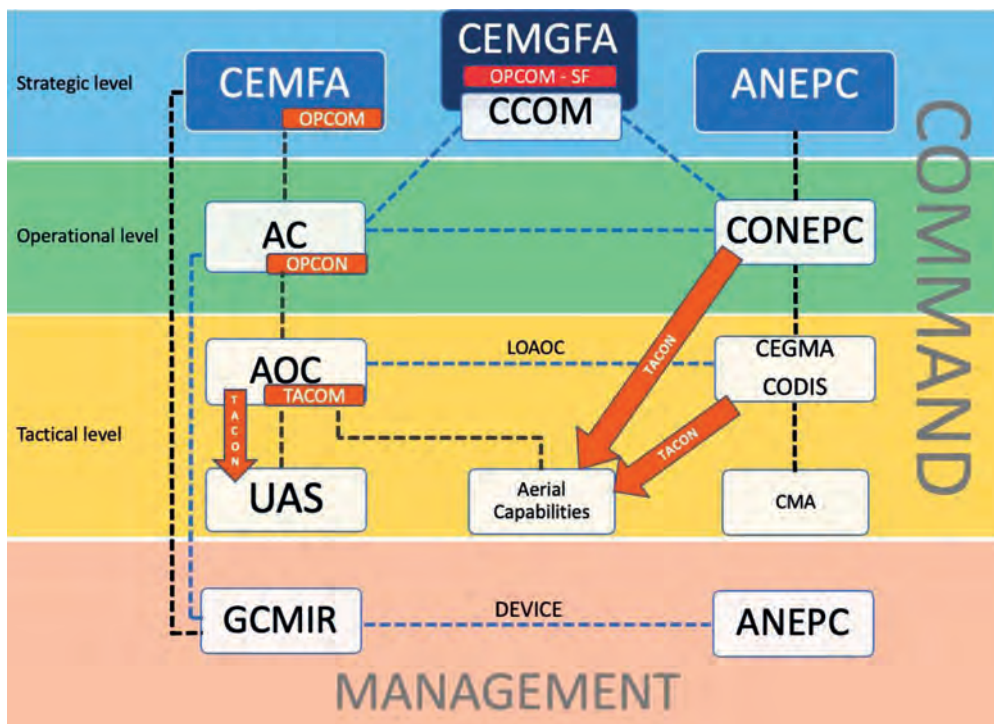 CEMGFA
OPCOM - SF
CCOM
Strategic level
CEMFA
OPCOM
ANEPC
COMMAND
Operational level
AC
OPCON
CONEPC
TACON
AOC
TACOM
LOAOC
CEGMA
CODIS
TACON
TACON
Tactical level
UAS
Aerial
Capabilities
CMA
GCMIR
DEVICE
ANEPC
MANAGEMENT